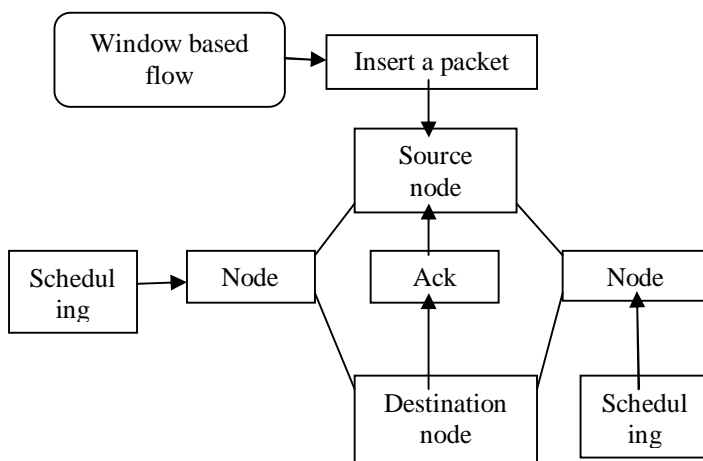 Window based
flow
Insert a packet
Source
node
Schedul
ing
Node
Ack
Node
Destination
node
Schedul
ing